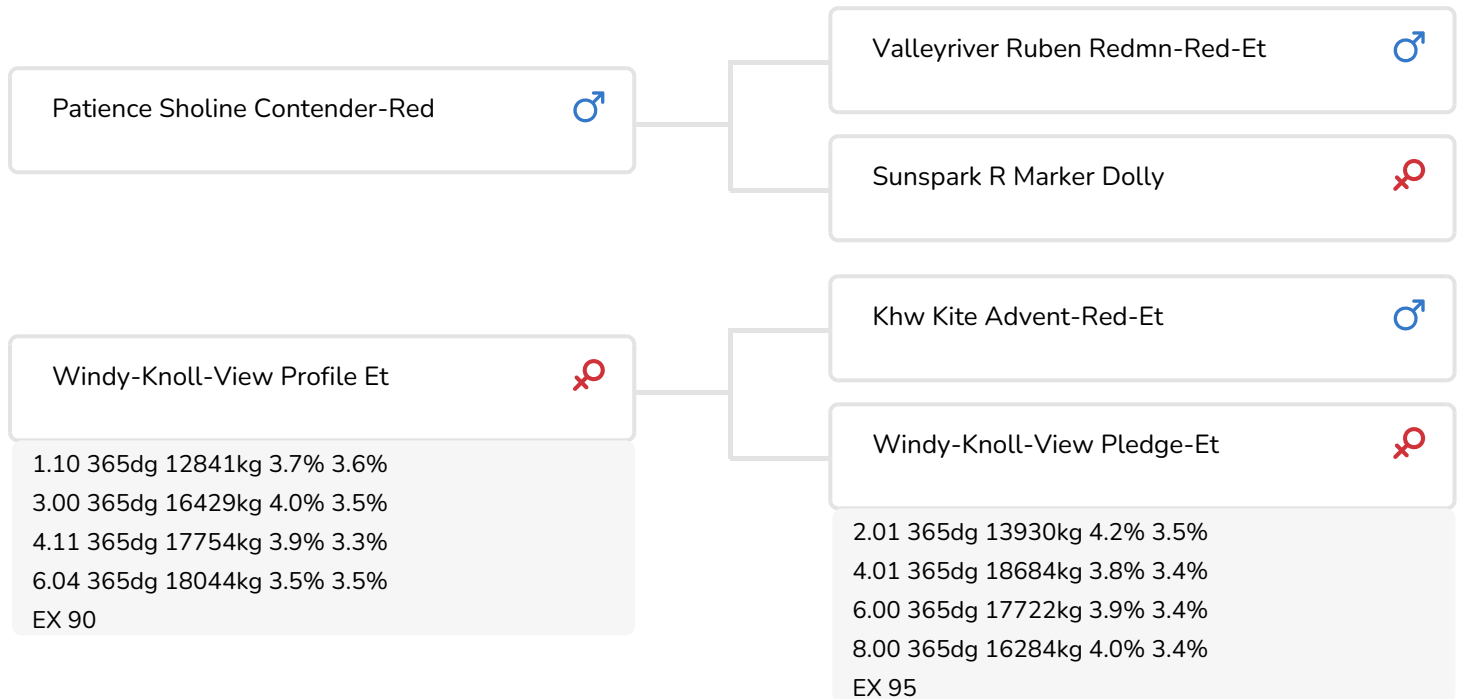 Patience Sholine Contender-Red
Windy-Knoll-View Profile Et
1.10 365dg 12841kg 3.7% 3.6%
3.00 365dg 16429kg 4.0% 3.5%
4.11 365dg 17754kg 3.9% 3.3%
6.04 365dg 18044kg 3.5% 3.5%
EX 90
Valleyriver Ruben Redmn-Red-Et
Sunspark R Marker Dolly
Khw Kite Advent-Red-Et
Windy-Knoll-View Pledge-Et
2.01 365dg 13930kg 4.2% 3.5%
4.01 365dg 18684kg 3.8% 3.4%
6.00 365dg 17722kg 3.9% 3.4%
8.00 365dg 16284kg 4.0% 3.4%
EX 95